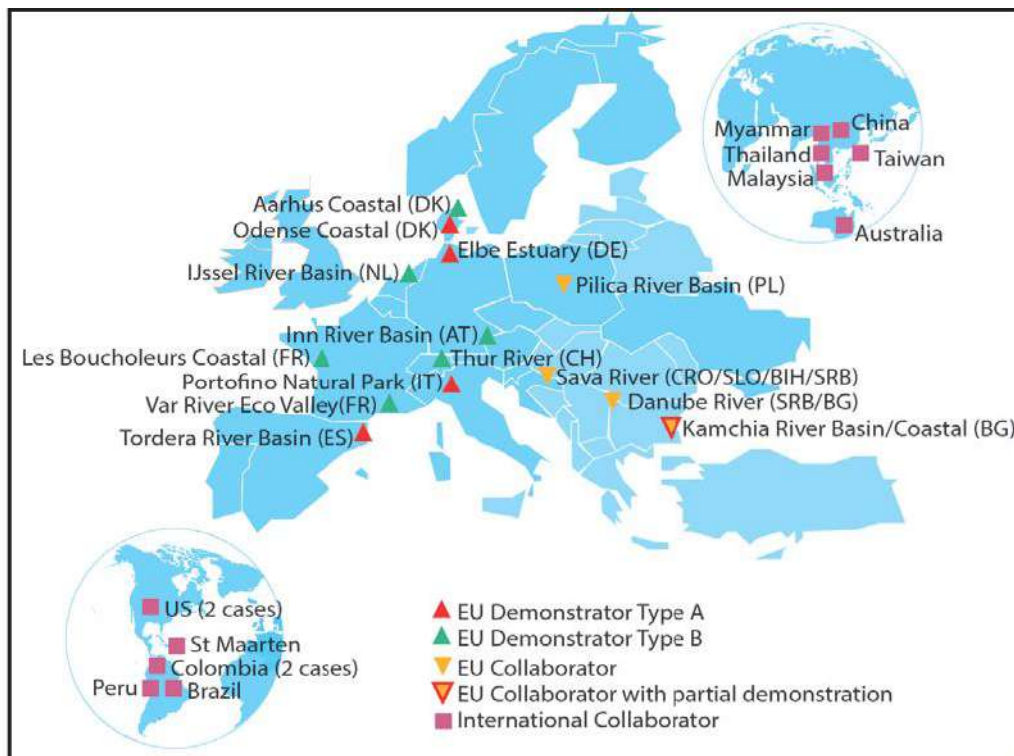 Myanmar
China
Thailand
Taiwan
Malaysia
Australia
Aarhus Coastal (DK)
Odense Coastal (DK)
Elbe Estuary (DE)
IJssel River Basin (NL)
Pilica River Basin (PL)
Inn River Basin (AT)
Les Boucholeurs Coastal (FR)
Thur River (CH)
Portofino Natural Park (IT)
Sava River (CRO/SLO/BIH/SRB)
Var River Eco Valley(FR)
Danube River (SRB/BG)
Tordera River Basin (ES)
Kamchia River Basin/Coastal (BG)
US (2 cases)
St Maarten
Colombia (2 cases)
Peru
Brazil
EU Demonstrator Type A
EU Demonstrator Type B
EU Collaborator
EU Collaborator with partial demonstration
International Collaborator